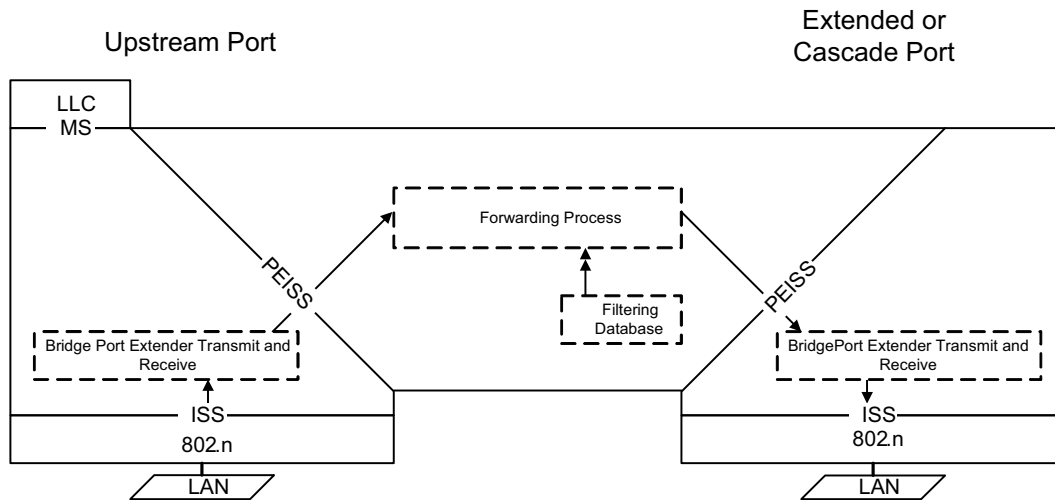 Upstream Port
Extended or
Cascade Port
LLC
MS
Forwarding Process
PEISS
PEISS
Filtering
Database
Bridge Port Extender Transmit and
Receive
BridgePort Extender Transmit and
Receive
ISS
ISS
802.n
802.n
LAN
LAN